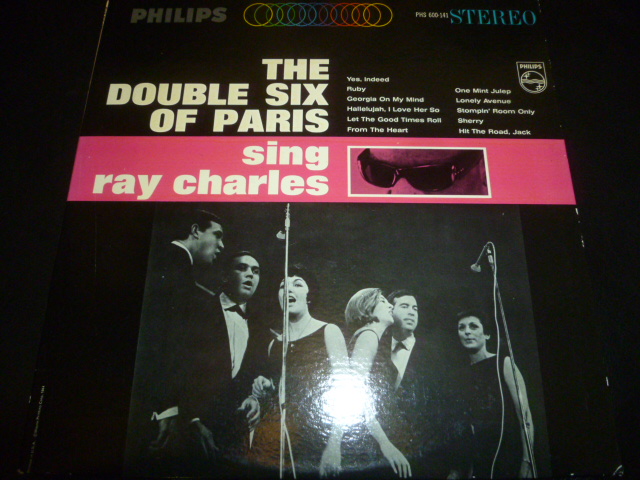 PHILIPS
PHS 600-141 STEREO
THE
DOUBLE SIX
OF PARIS
sing
ray charles
Yes, Indeed
Ruby
Georgia On My Mind
Hallelujah, I Love Her So
Let The Good Times Roll
From The Heart
One Mint Julep
Lonely Avenue
Stompin' Room Only
Sherry
Hit The Road, Jack
PHILIPS